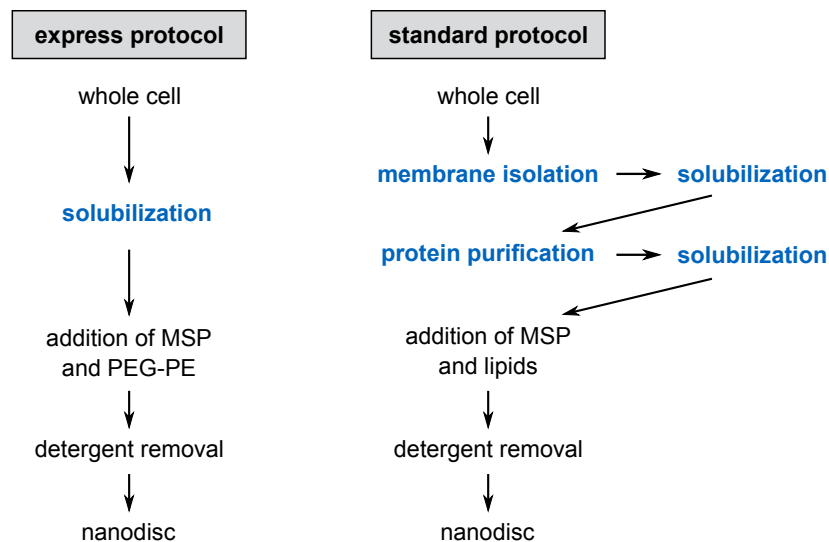 express protocol
whole cell
solubilization
addition of MSP
and PEG-PE
detergent removal
nanodisc
standard protocol
whole cell
membrane isolation
solubilization
protein purification
solubilization
addition of MSP
and lipids
detergent removal
nanodisc